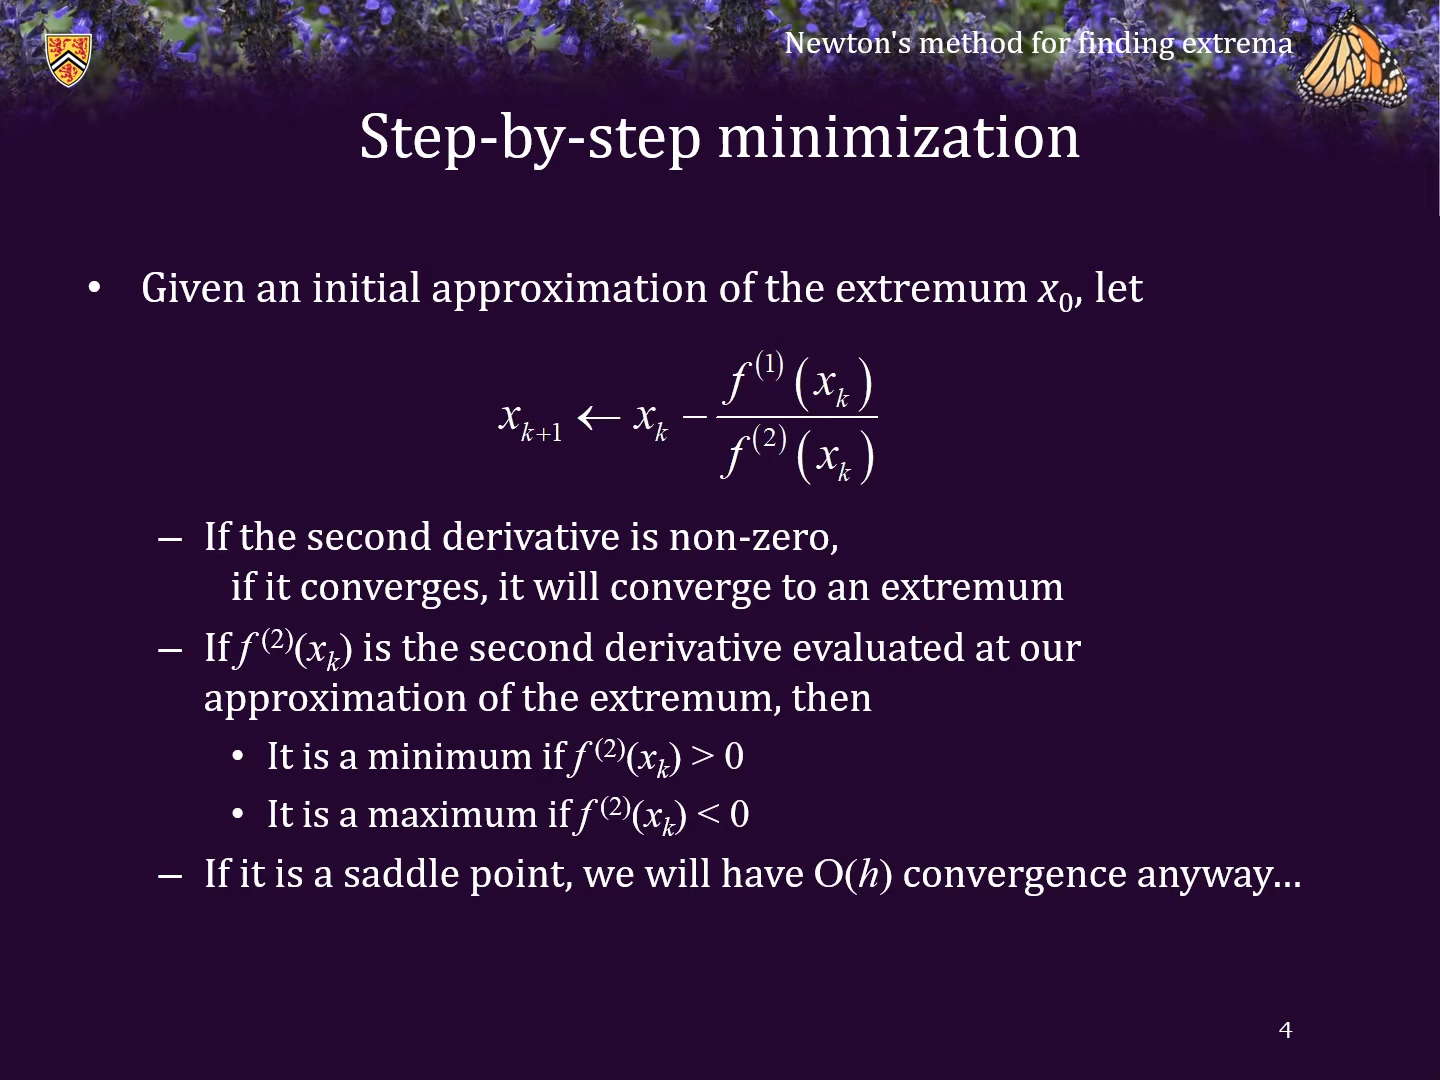 Newton's method for finding extrema
Step-by-step minimization
• Given an initial approximation of the extremum x₀, let
xₖ₊₁ ← xₖ − f⁽¹⁾(xₖ) / f⁽²⁾(xₖ)
– If the second derivative is non-zero,
if it converges, it will converge to an extremum
– If f⁽²⁾(xₖ) is the second derivative evaluated at our
approximation of the extremum, then
• It is a minimum if f⁽²⁾(xₖ) > 0
• It is a maximum if f⁽²⁾(xₖ) < 0
– If it is a saddle point, we will have O(h) convergence anyway…
4